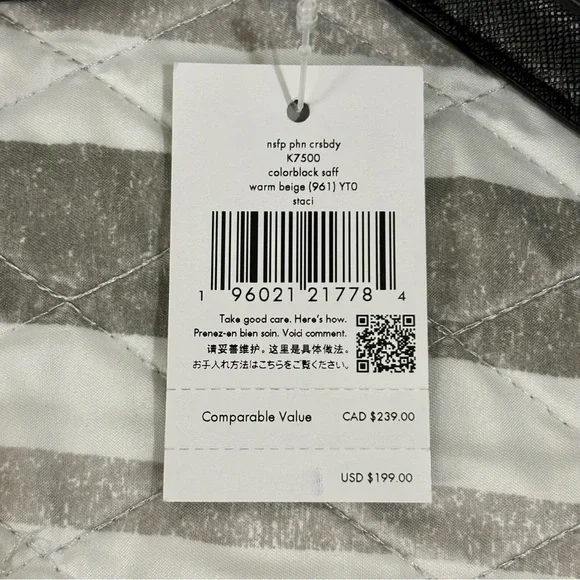 nsfp phn crsbdy
K7500
colorblock saff
warm beige (961) YT0
staci
1 96021 21778 4
Take good care. Here's how.
Prenez-en bien soin. Voici comment.
请妥善维护。这里是具体做法。
お手入れ方法はこちらをご覧ください。
Comparable Value CAD $239.00
USD $199.00